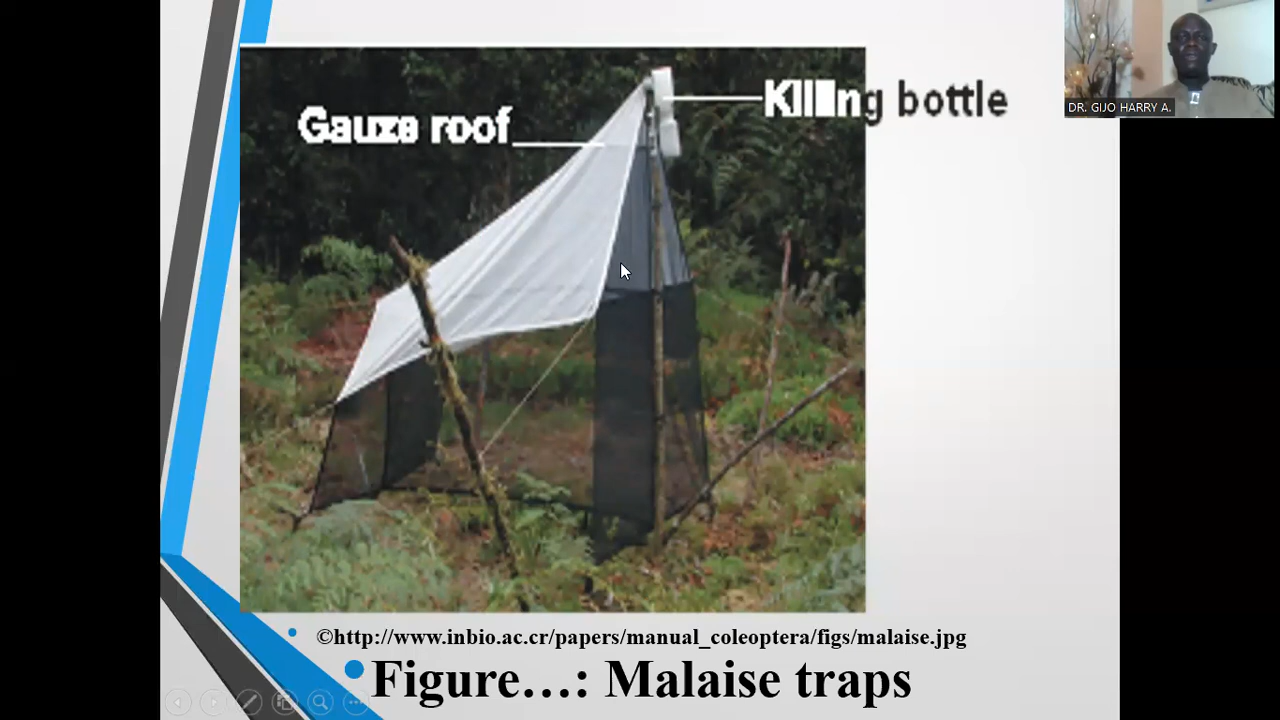 Killing bottle
Gauze roof
DR. GIJO HARRY A.
©http://www.inbio.ac.cr/papers/manual_coleoptera/figs/malaise.jpg
Figure…: Malaise traps